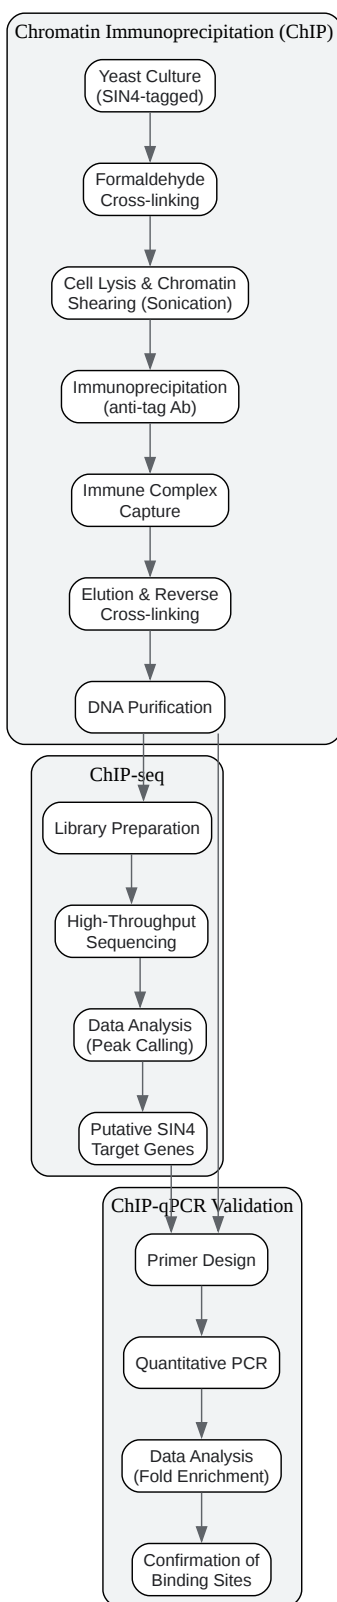 Chromatin Immunoprecipitation (ChIP)
Yeast Culture
(SIN4-tagged)
Formaldehyde
Cross-linking
Cell Lysis & Chromatin
Shearing (Sonication)
Immunoprecipitation
(anti-tag Ab)
Immune Complex
Capture
Elution & Reverse
Cross-linking
DNA Purification
ChIP-seq
Library Preparation
High-Throughput
Sequencing
Data Analysis
(Peak Calling)
Putative SIN4
Target Genes
ChIP-qPCR Validation
Primer Design
Quantitative PCR
Data Analysis
(Fold Enrichment)
Confirmation of
Binding Sites